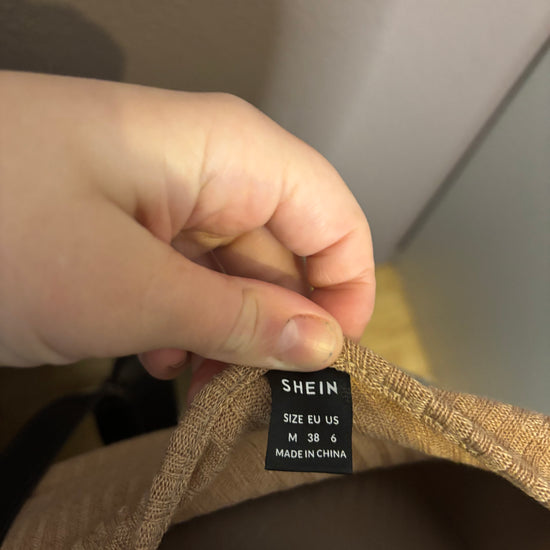 SHEIN
SIZE EU US
M 38 6
MADE IN CHINA